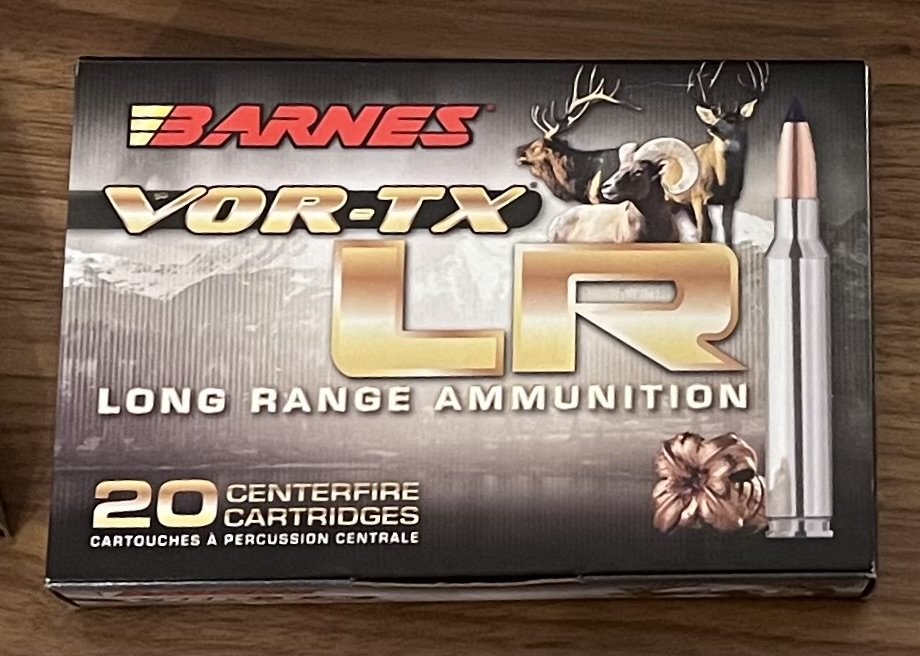 BARNES
VOR-TX
LR
LONG RANGE AMMUNITION
20 CENTERFIRE
CARTRIDGES
CARTOUCHES À PERCUSSION CENTRALE